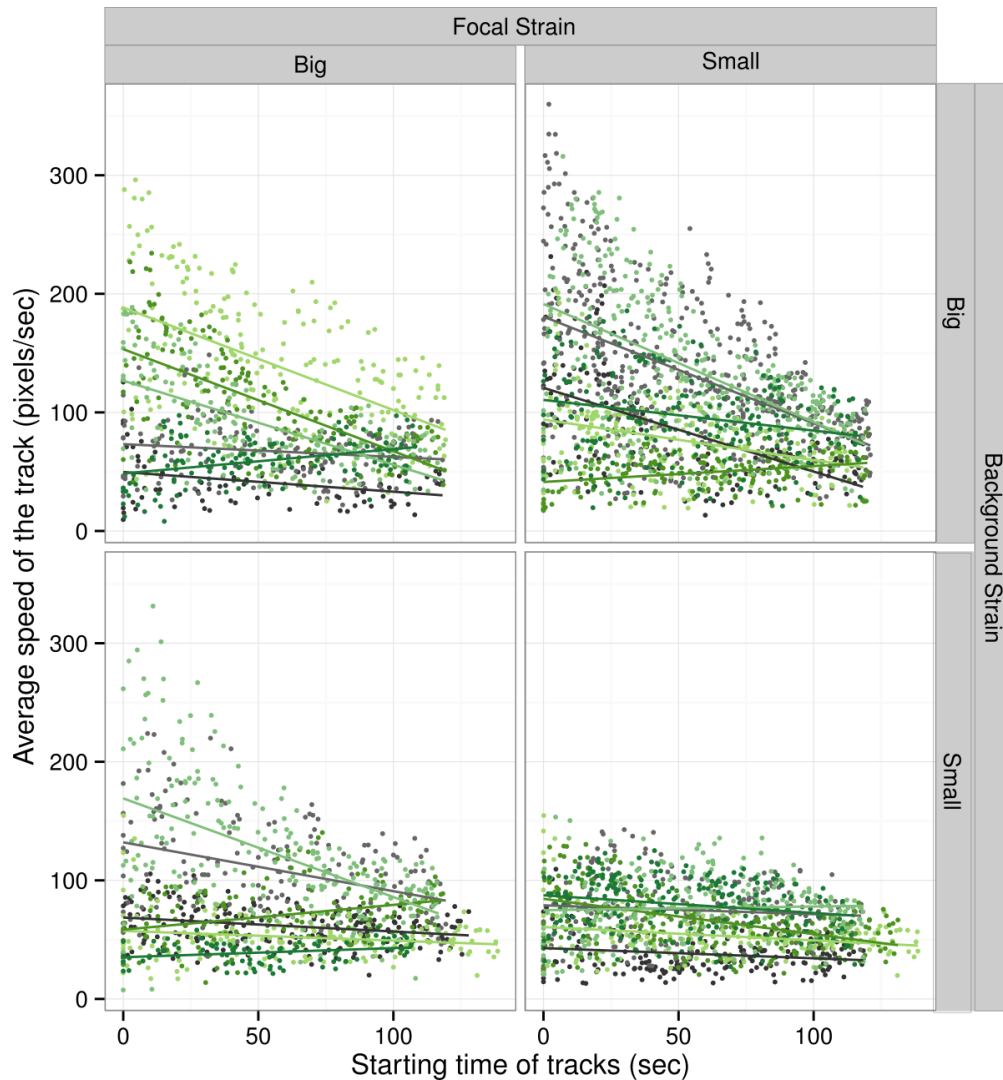 Focal Strain
Big
Small
300
200
100
0
Big
300
200
100
0
Small
Background Strain
Average speed of the track (pixels/sec)
0
50
100
0
50
100
Starting time of tracks (sec)